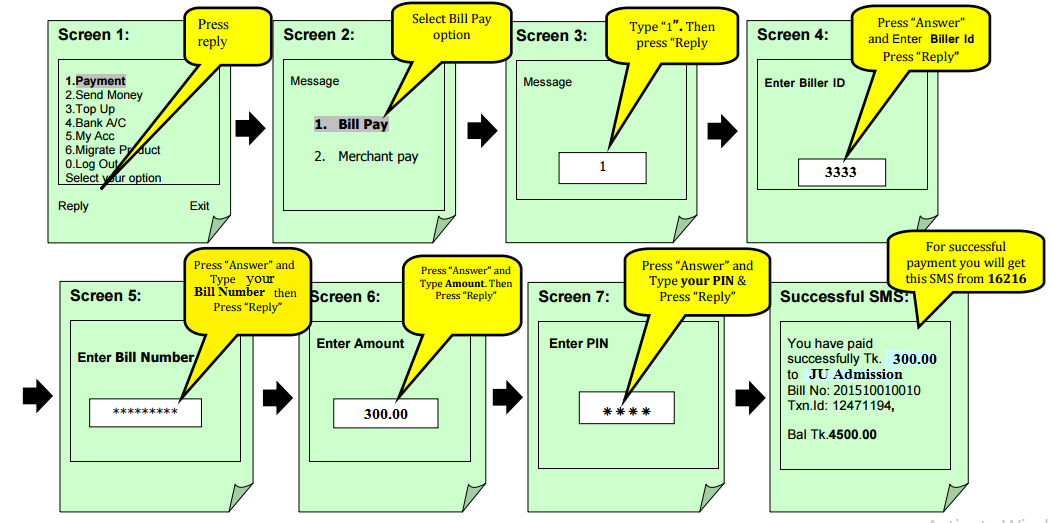 Screen 1:
Press
reply
1.Payment
2.Send Money
3.Top Up
4.Bank A/C
5.My Acc
6.Migrate Product
0.Log Out
Select your option
Reply Exit
Screen 2:
Select Bill Pay
option
Message
1. Bill Pay
2. Merchant pay
Screen 3:
Type "1". Then
press "Reply
Message
1
Screen 4:
Press "Answer"
and Enter Biller Id
Press "Reply"
Enter Biller ID
3333
Screen 5:
Press "Answer" and
Type your
Bill Number then
Press "Reply"
Enter Bill Number
*********
Screen 6:
Press "Answer" and
Type Amount. Then
Press "Reply"
Enter Amount
300.00
Screen 7:
Press "Answer" and
Type your PIN &
Press "Reply"
Enter PIN
****
Successful SMS:
For successful
payment you will get
this SMS from 16216
You have paid
successfully Tk. 300.00
to JU Admission
Bill No: 201510010010
Txn.Id: 12471194,
Bal Tk.4500.00